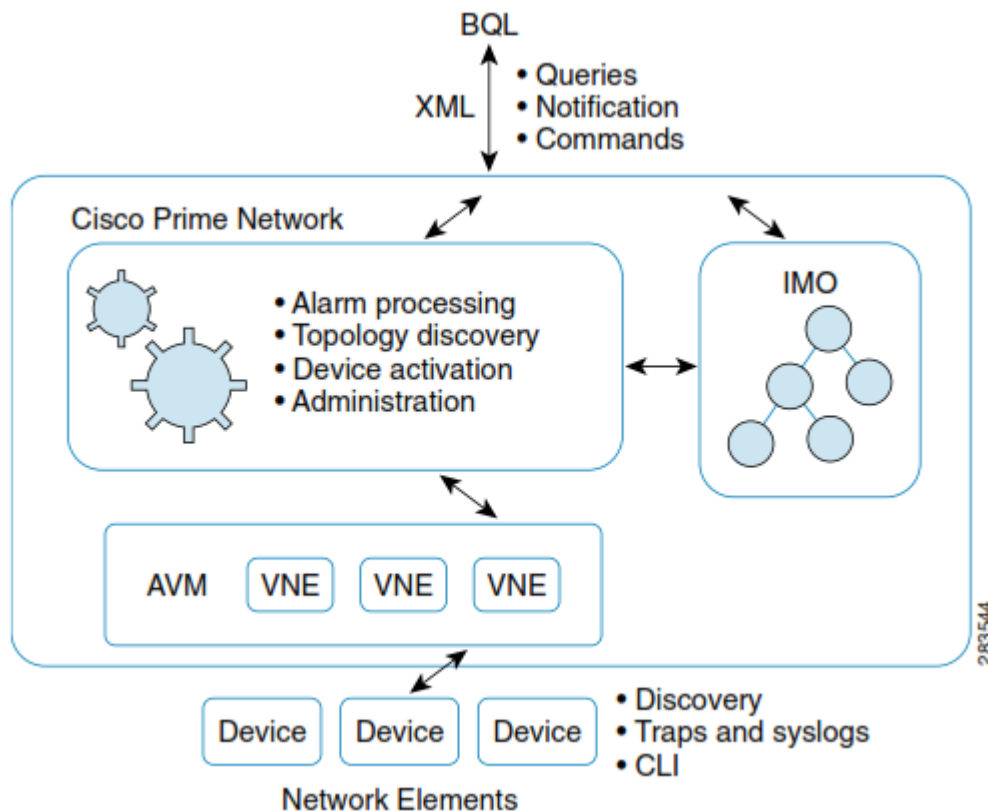 BQL
XML
• Queries
• Notification
• Commands
Cisco Prime Network
• Alarm processing
• Topology discovery
• Device activation
• Administration
IMO
AVM
VNE
VNE
VNE
283544
Device
Device
Device
• Discovery
• Traps and syslogs
• CLI
Network Elements